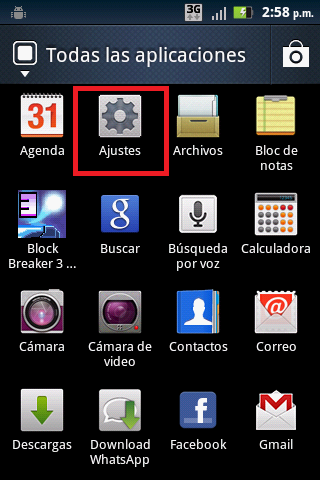 3G
2:58 p.m.
Todas las aplicaciones
31
Agenda
Ajustes
Archivos
Bloc de
notas
E
g
Block
Breaker 3 ...
Buscar
Búsqueda
por voz
Calculadora
@
Cámara
Cámara de
video
Contactos
Correo
f
Descargas
Download
WhatsApp
Facebook
Gmail